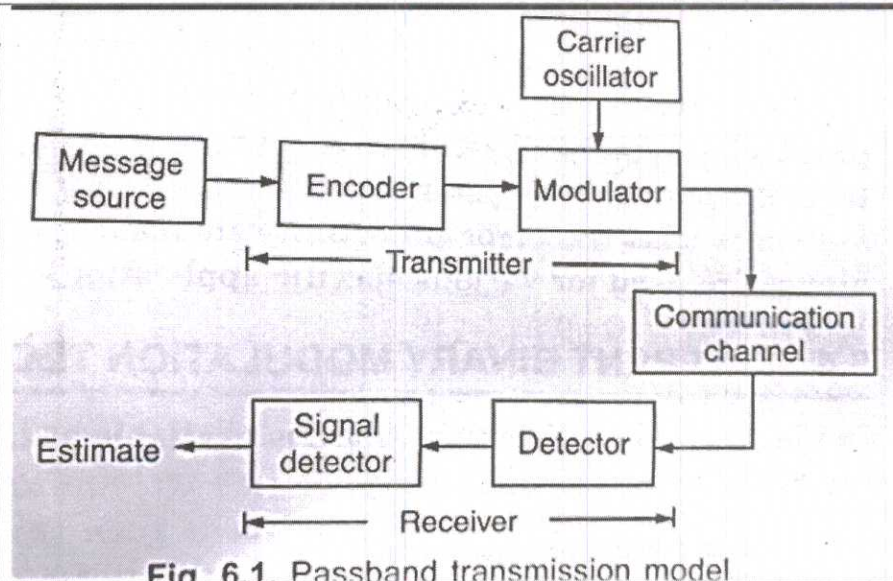 Carrier
oscillator
Message
source
Encoder
Modulator
Transmitter
Communication
channel
Estimate
Signal
detector
Detector
Receiver
Fig. 6.1. Passband transmission model